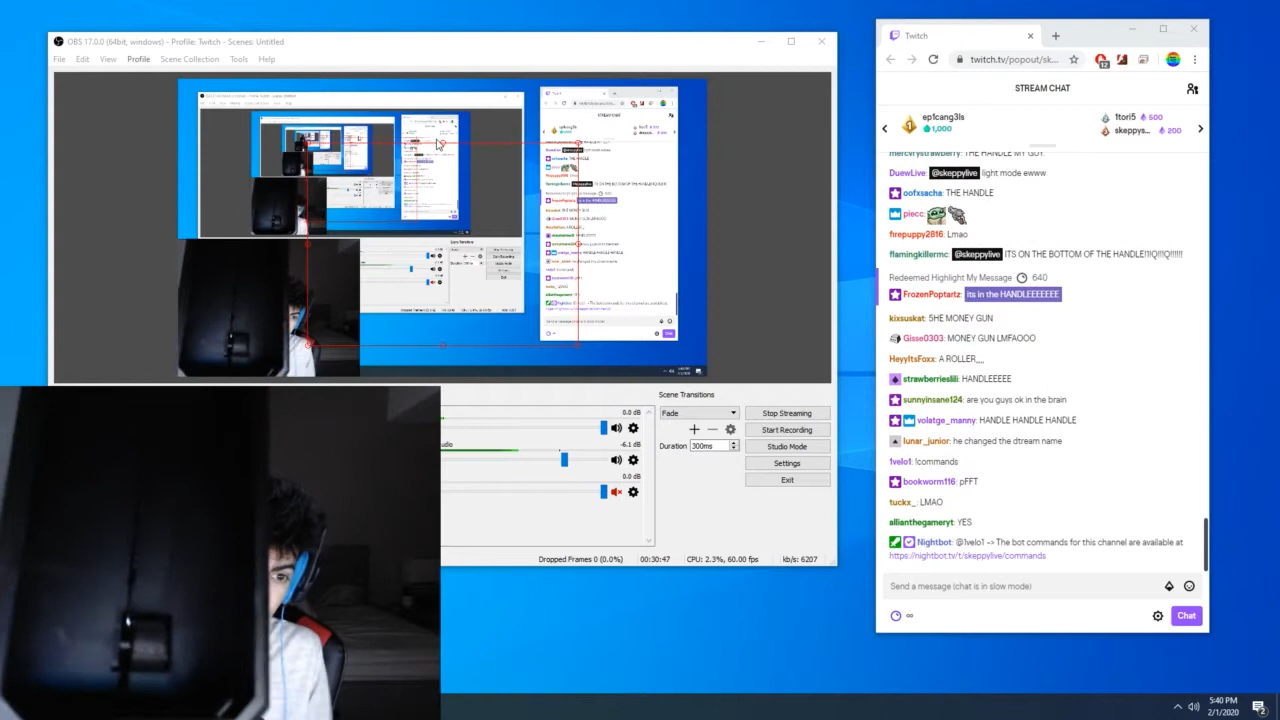 OBS 17.0.0 (64bit, windows) - Profile: Twitch - Scenes: Untitled
File Edit View Profile Scene Collection Tools Help
Scene Transitions
0.0 dB
Fade
Stop Streaming
Start Recording
-6.1 dB
Duration 300ms
Studio Mode
Settings
0.0 dB
Exit
Dropped Frames 0 (0.0%) 00:30:47 CPU: 2.3%, 60.00 fps kb/s: 6207
Twitch
twitch.tv/popout/sk...
12
STREAM CHAT
ep1cang3ls
1,000
1tori5 500
skeppys... 200
mercvrystrawberry: THE HANDLE MY GUY.
DuewLive: @skeppylive light mode ewww
oofxsacha: THE HANDLE
piecc:
firepuppy2816: Lmao
flamingkillermc: @skeppylive ITS ON THE BOTTOM OF THE HANDLE!!!Q!!!!Q!!!!!!
Redeemed Highlight My Message 640
FrozenPoptartz: its in the HANDLEEEEEEE
kixsuskat: 5HE MONEY GUN
Gisse0303: MONEY GUN LMFAOOO
HeyyItsFoxx: A ROLLER,,,,
strawberrieslili: HANDLEEEEE
sunnyinsane124: are you guys ok in the brain
volatge_manny: HANDLE HANDLE HANDLE
lunar_junior: he changed the dtream name
1velo1: !commands
bookworm116: pFFT
tuckx_: LMAO
allianthegameryt: YES
Nightbot: @1velo1 -> The bot commands for this channel are available at
https://nightbot.tv/t/skeppylive/commands
Send a message (chat is in slow mode)
∞
Chat
5:40 PM
2/1/2020
2